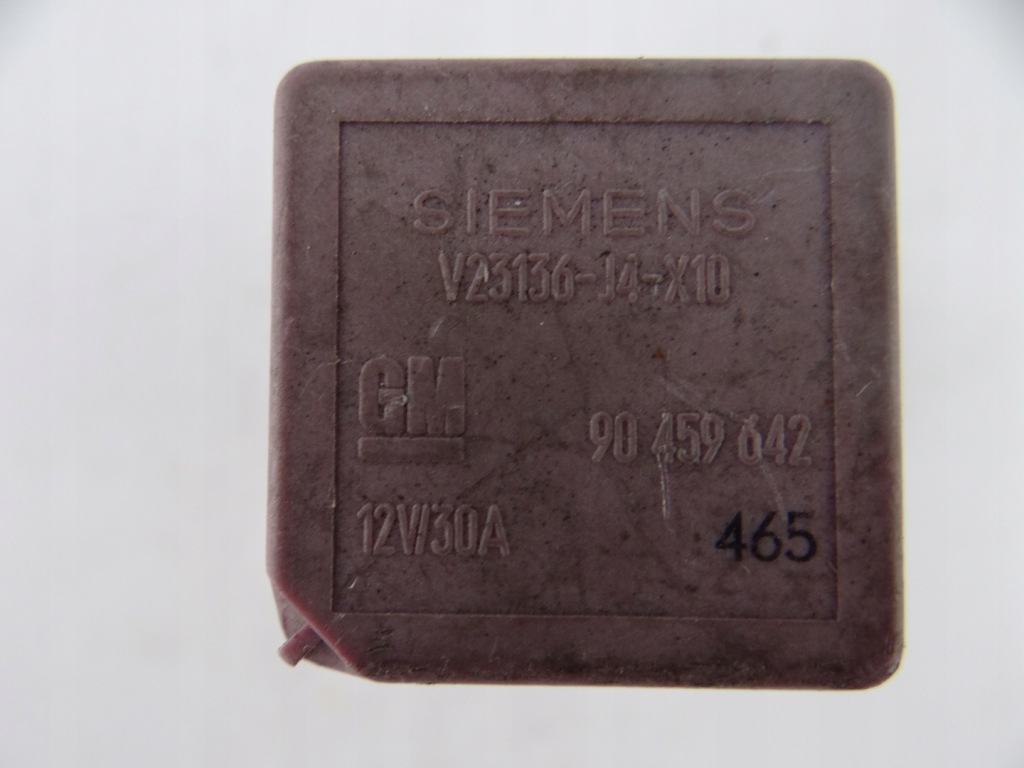 SIEMENS
V23136-J4-X10
GM
90 459 642
12V/30A
465